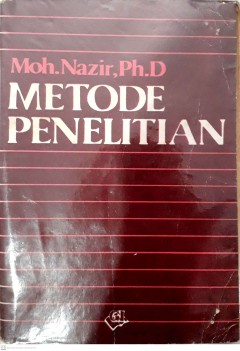 Moh. Nazir, Ph.D
METODE
PENELITIAN